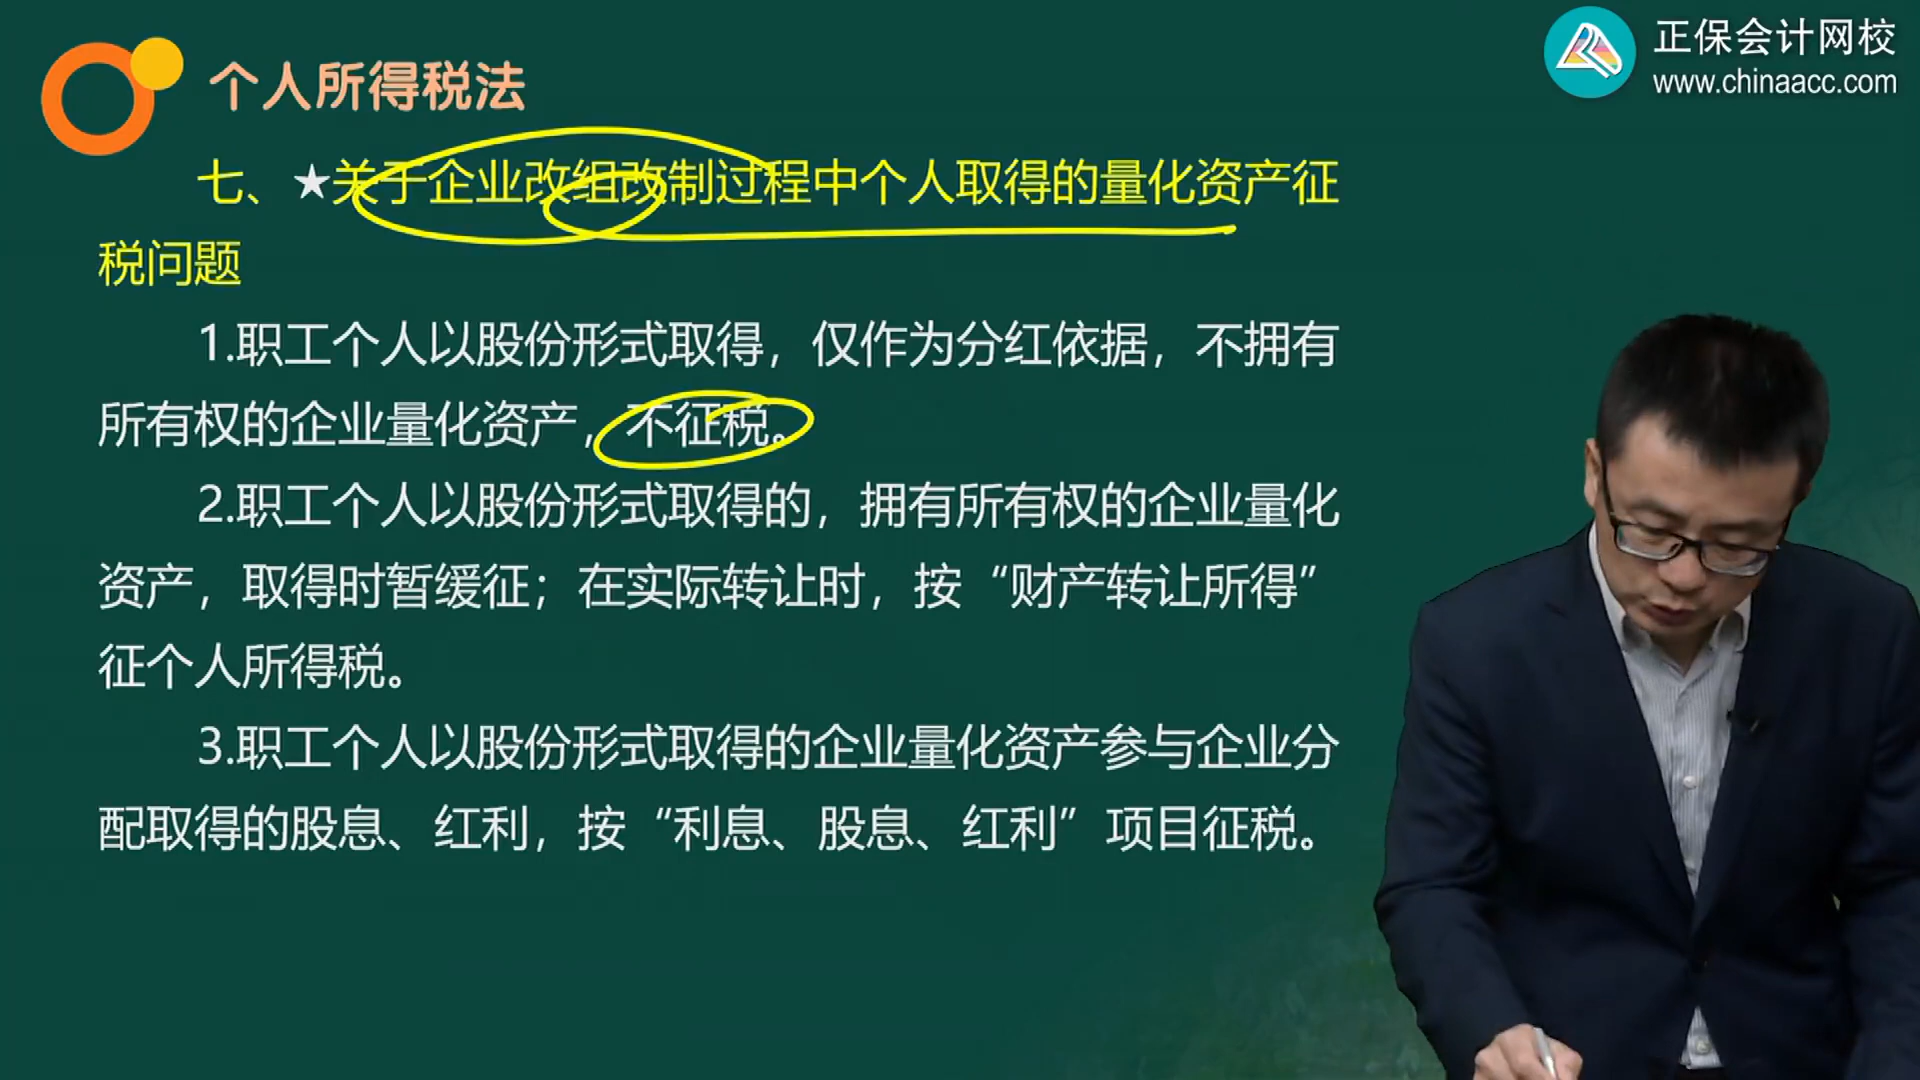 正保会计网校
www.chinaacc.com
个人所得税法
七、★关于企业改组改制过程中个人取得的量化资产征
税问题
1.职工个人以股份形式取得，仅作为分红依据，不拥有
所有权的企业量化资产，不征税。
2.职工个人以股份形式取得的，拥有所有权的企业量化
资产，取得时暂缓征；在实际转让时，按“财产转让所得”
征个人所得税。
3.职工个人以股份形式取得的企业量化资产参与企业分
配取得的股息、红利，按“利息、股息、红利”项目征税。